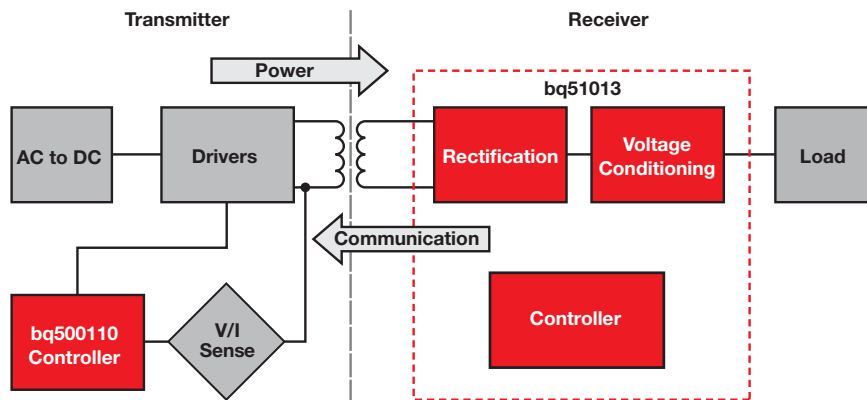 Transmitter
Receiver
Power
bq51013
AC to DC
Drivers
Rectification
Voltage
Conditioning
Load
Communication
bq500110
Controller
V/I
Sense
Controller